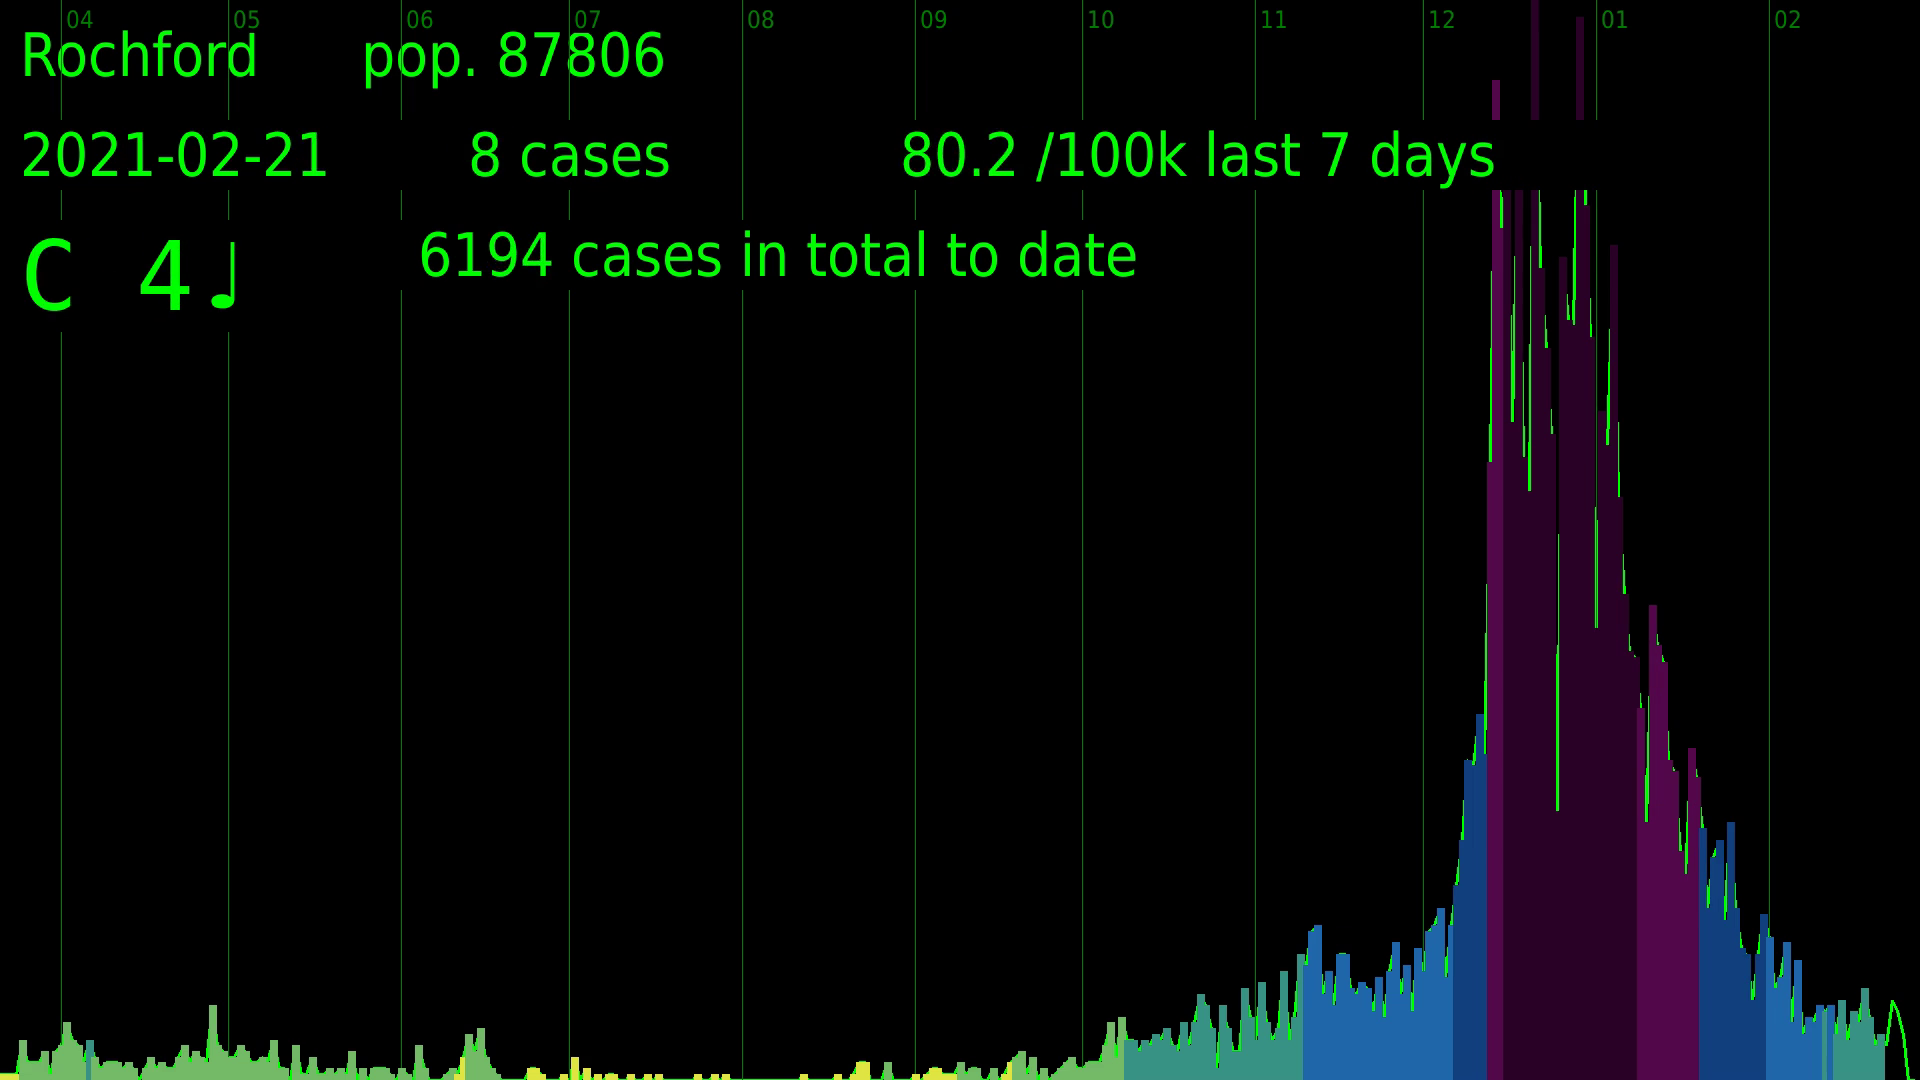 04 05 06 07 08 09 10 11 12 01 02
Rochford pop. 87806
2021-02-21 8 cases 80.2 /100k last 7 days
C 4♩ 6194 cases in total to date